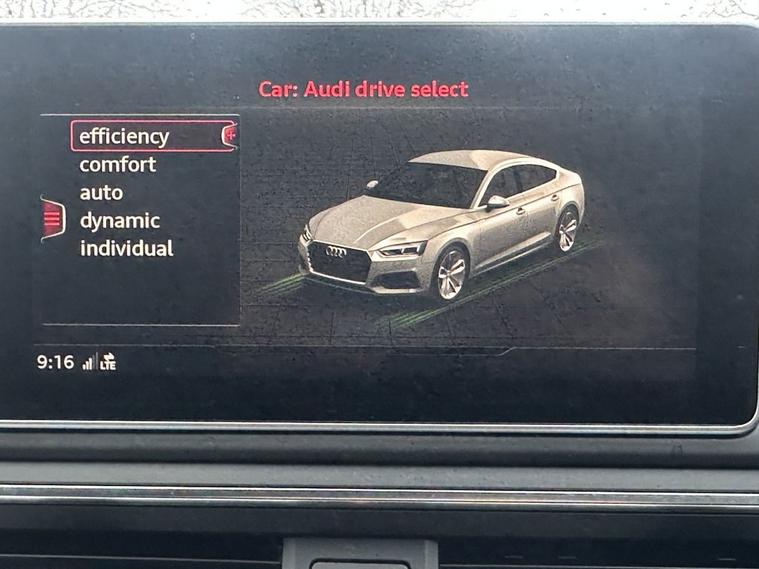 Car: Audi drive select
efficiency
comfort
auto
dynamic
individual
9:16 LTE